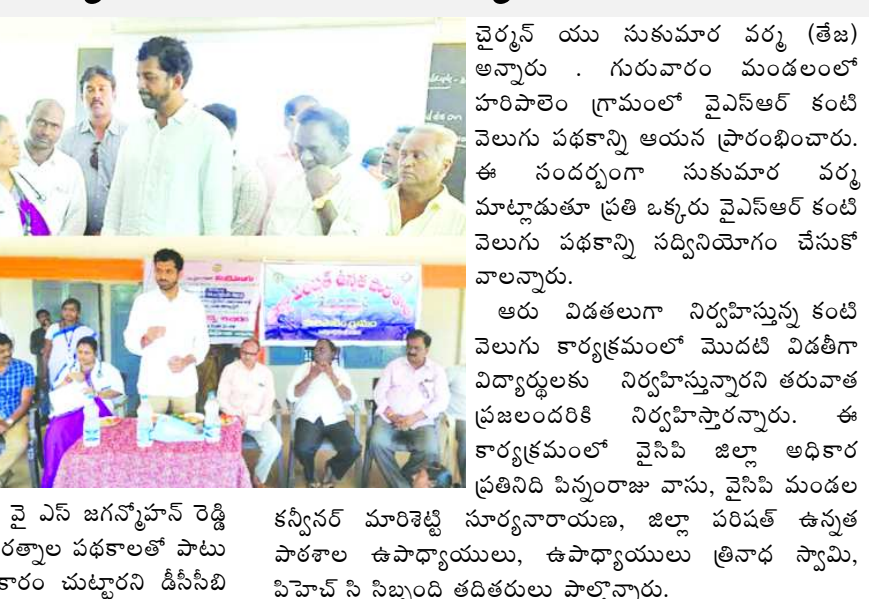 వై ఎస్ జగన్మోహన్ రెడ్డి
పథకాలతో పాటు
చుట్టారని డీసీసీబి
చైర్మన్ యు సుకుమార వర్మ (తేజ)
అన్నారు . గురువారం మండలంలో
హరిపాలెం గ్రామంలో వైఎస్ఆర్ కంటి
వెలుగు పథకాన్ని ఆయన ప్రారంభించారు.
ఈ సందర్బంగా సుకుమార వర్మ
మాట్లాడుతూ ప్రతి ఒక్కరు వైఎస్ఆర్ కంటి
వెలుగు పథకాన్ని సద్వినియోగం చేసుకో
వాలన్నారు.
ఆరు విడతలుగా నిర్వహిస్తున్న కంటి
వెలుగు కార్యక్రమంలో మొదటి విడతీగా
విద్యార్థులకు నిర్వహిస్తున్నారని తరువాత
ప్రజలందరికి నిర్వహిస్తారన్నారు. ఈ
కార్యక్రమంలో వైసిపి జిల్లా అధికార
ప్రతినిది పిన్నంరాజు వాసు, వైసిపి మండల
కన్వీనర్ మారిశెట్టి సూర్యనారాయణ, జిల్లా పరిషత్ ఉన్నత
పాఠశాల ఉపాధ్యాయులు, ఉపాధ్యాయులు త్రినాధ స్వామి,
పిహెచ్ సి సిబ్బంది తదితరులు పాల్గొన్నారు.